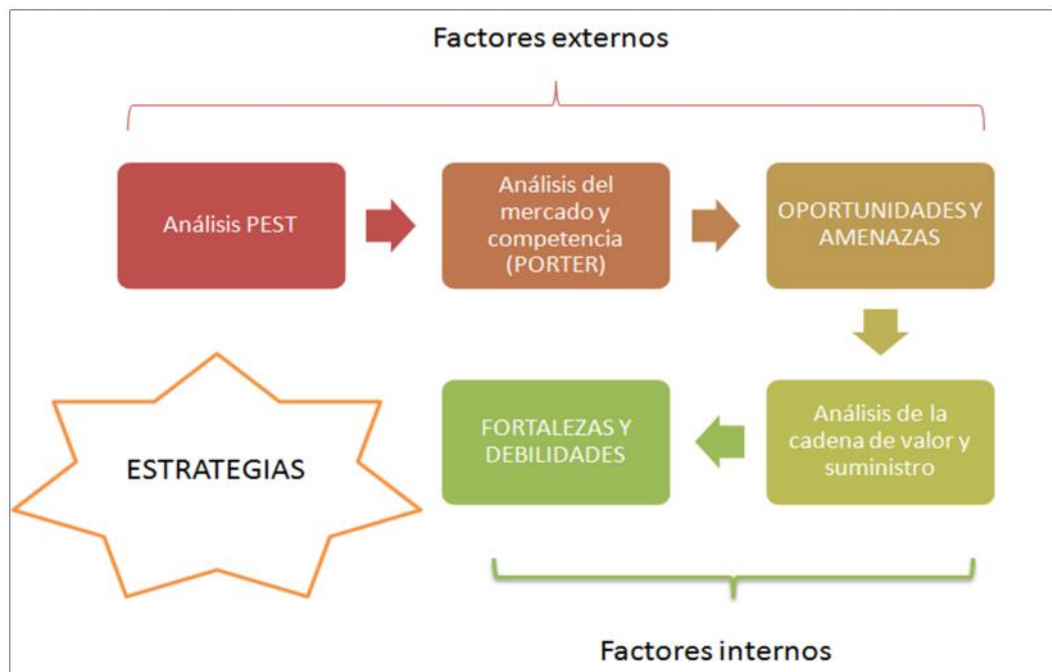 Factores externos
Análisis PEST
Análisis del
mercado y
competencia
(PORTER)
OPORTUNIDADES Y
AMENAZAS
ESTRATEGIAS
FORTALEZAS Y
DEBILIDADES
Análisis de la
cadena de valor y
suministro
Factores internos